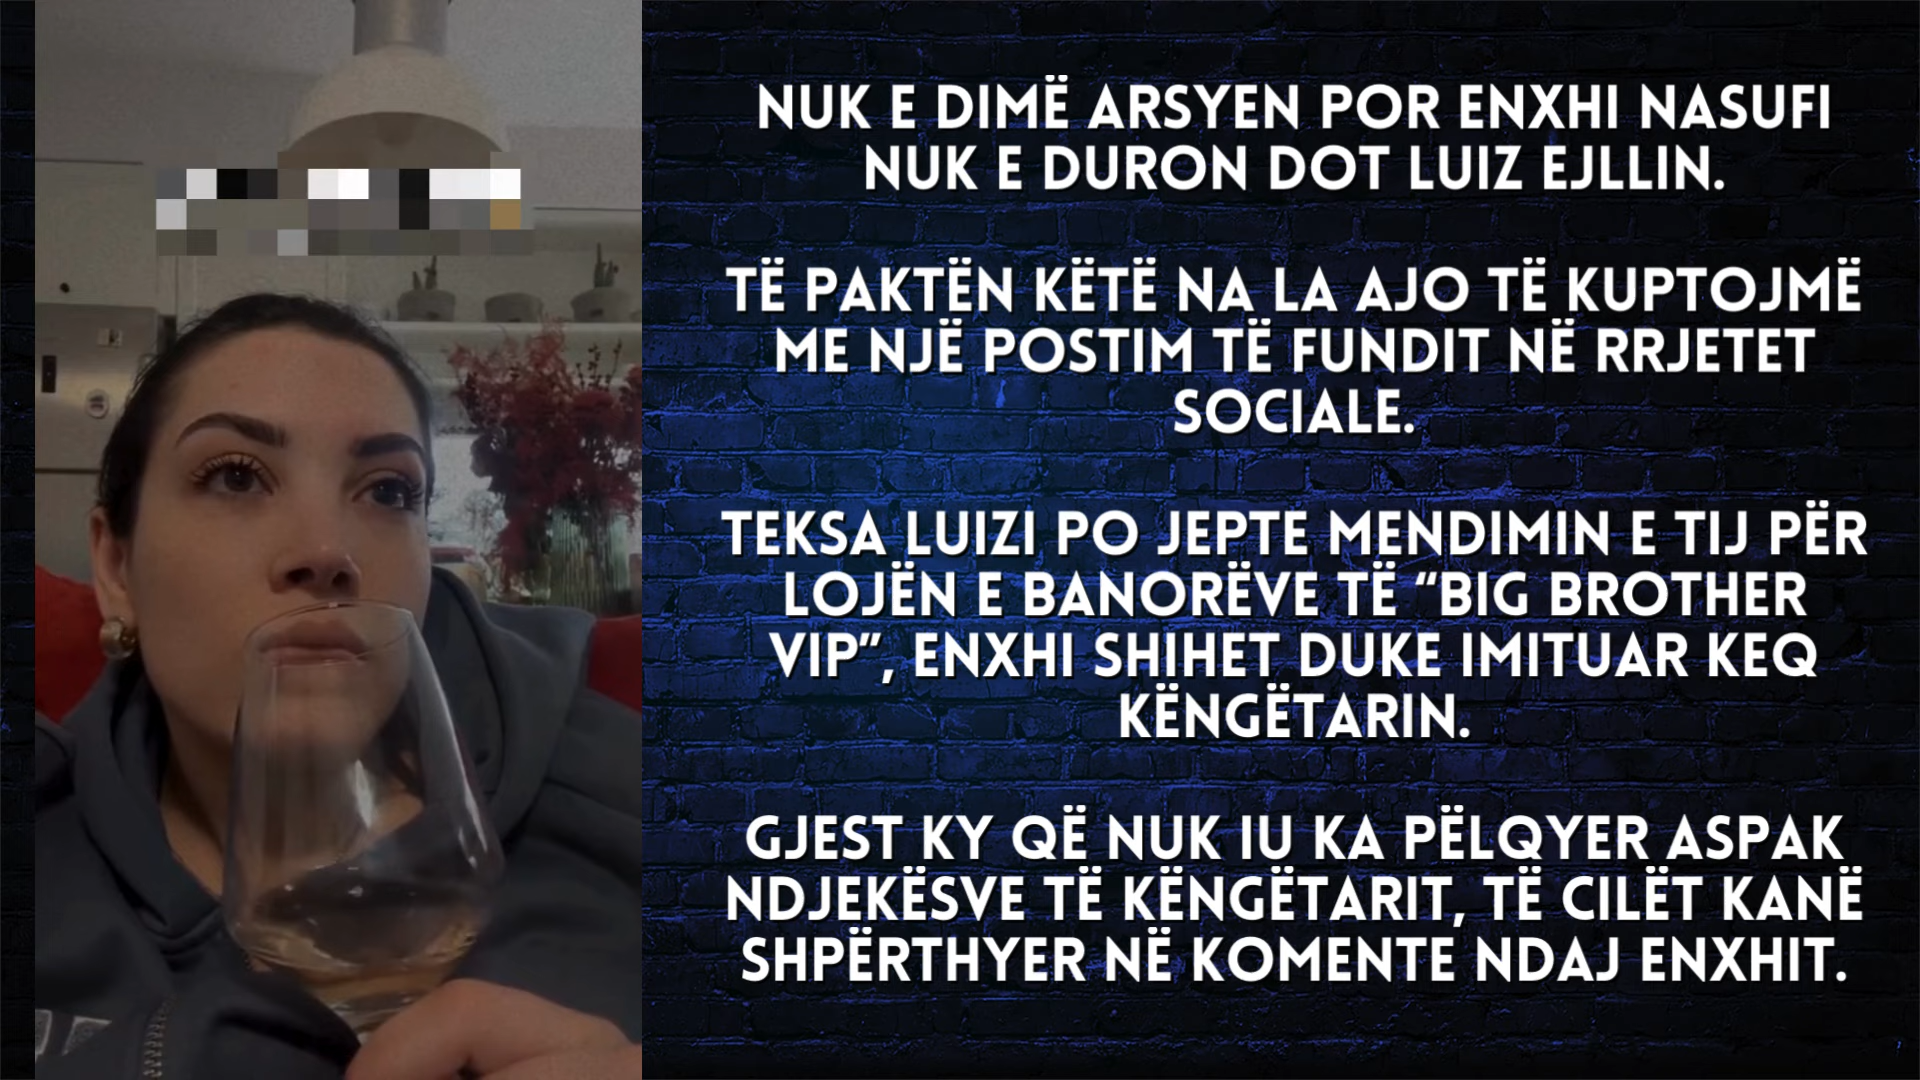 NUK E DIMË ARSYEN POR ENXHI NASUFI
NUK E DURON DOT LUIZ EJLLIN.
TË PAKTËN KËTË NA LA AJO TË KUPTOJMË
ME NJË POSTIM TË FUNDIT NË RRJETET
SOCIALE.
TEKSA LUIZI PO JEPTE MENDIMIN E TIJ PËR
LOJËN E BANORËVE TË “BIG BROTHER
VIP”, ENXHI SHIHET DUKE IMITUAR KEQ
KËNGËTARIN.
GJEST KY QË NUK IU KA PËLQYER ASPAK
NDJEKËSVE TË KËNGËTARIT, TË CILËT KANË
SHPËRTHYER NË KOMENTE NDAJ ENXHIT.